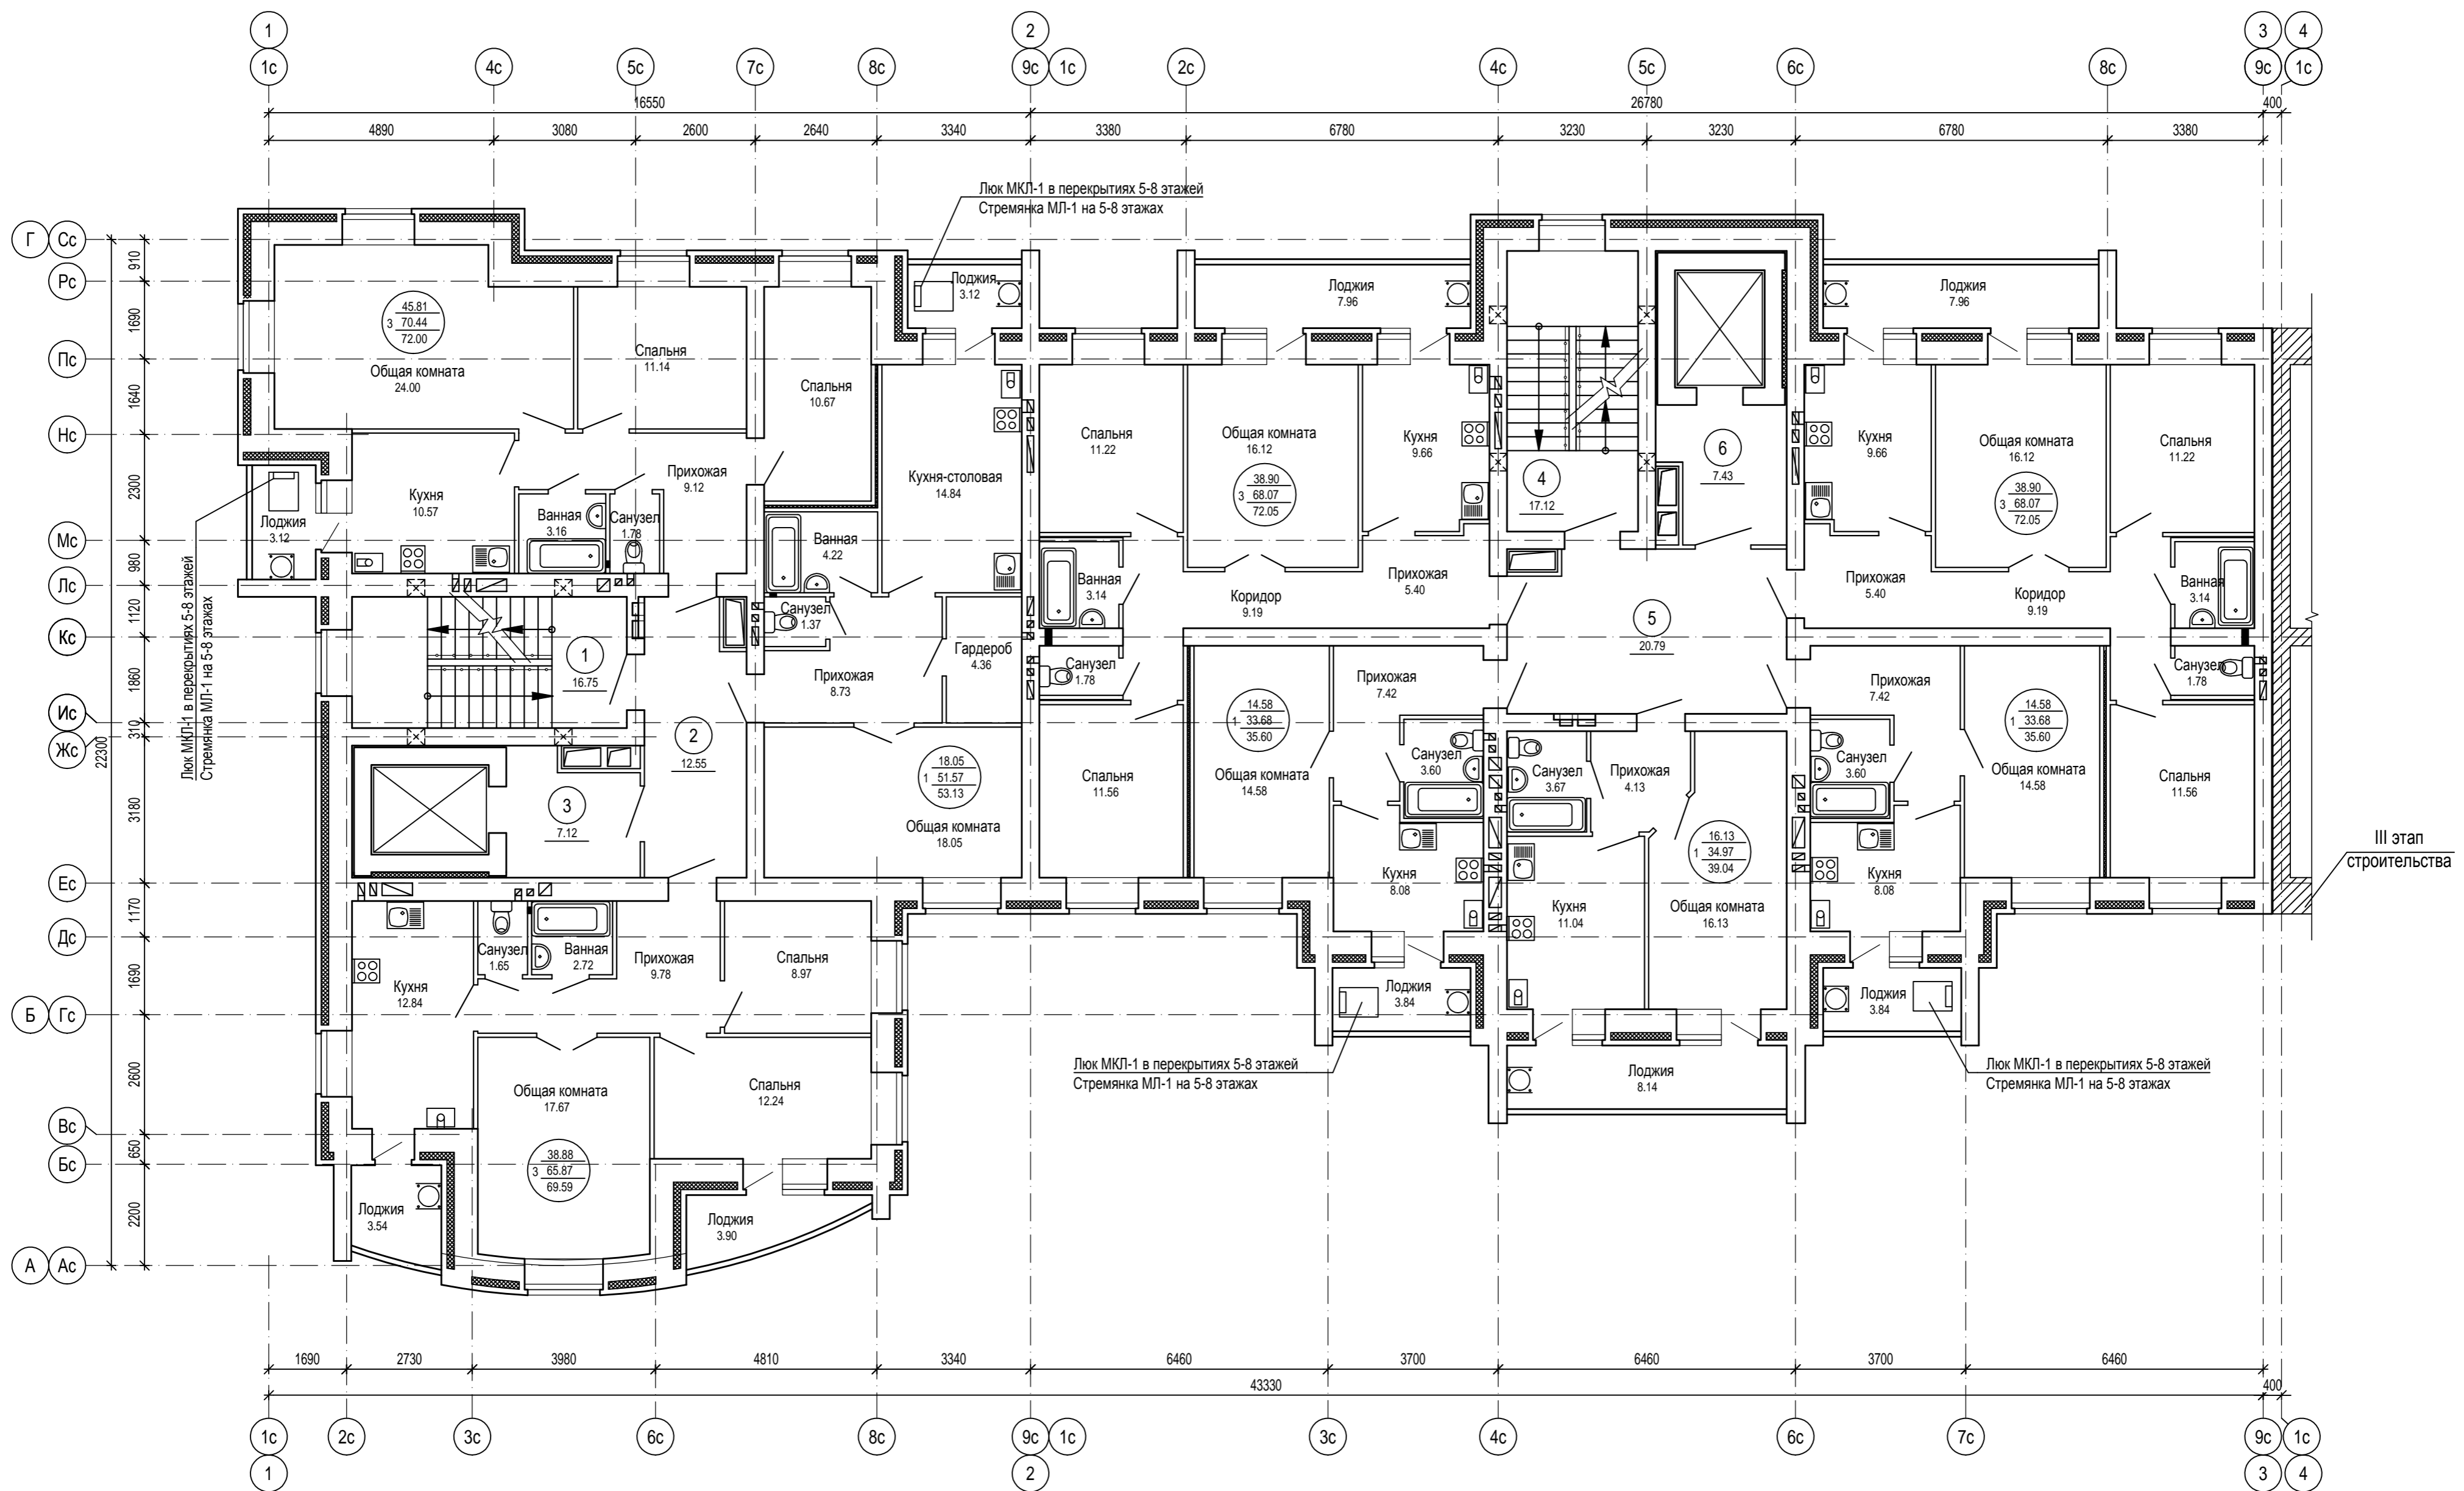 1 2 3 4
1с 4с 5с 7с 8с 9с 1с 2с 4с 5с 6с 8с 9с 1с
16550 26780 400
4890 3080 2600 2640 3340 3380 6780 3230 3230 6780 3380
Люк МКЛ-1 в перекрытиях 5-8 этажей
Стремянка МЛ-1 на 5-8 этажах
Г Сс
910
Рс
1690
Пс
1640
Нс
2300
Мс
980
Лс
1120
Кс
1860
Ис
310
Жс
22300
3180
Ес
1170
Дс
1690
Б Гс
2600
Вс
650
Бс
2200
А Ас
45.81
3 70.44
72.00
Общая комната
24.00
Спальня
11.14
Спальня
10.67
Лоджия
3.12
Кухня-столовая
14.84
Прихожая
9.12
Кухня
10.57
Ванная
3.16
Санузел
1.78
Лоджия
3.12
Люк МКЛ-1 в перекрытиях 5-8 этажей
Стремянка МЛ-1 на 5-8 этажах
Ванная
4.22
Санузел
1.37
Гардероб
4.36
Прихожая
8.73
1
16.75
2
12.55
3
7.12
18.05
1 51.57
53.13
Общая комната
18.05
Кухня
12.84
Санузел
1.65
Ванная
2.72
Прихожая
9.78
Спальня
8.97
Общая комната
17.67
Спальня
12.24
38.88
3 65.87
69.59
Лоджия
3.54
Лоджия
3.90
Лоджия
7.96
Спальня
11.22
Общая комната
16.12
38.90
3 68.07
72.05
Кухня
9.66
4
17.12
6
7.43
Ванная
3.14
Коридор
9.19
Прихожая
5.40
5
20.79
Санузел
1.78
Спальня
11.56
14.58
1 33.68
35.60
Общая комната
14.58
Прихожая
7.42
Санузел
3.60
Кухня
8.08
Лоджия
3.84
Люк МКЛ-1 в перекрытиях 5-8 этажей
Стремянка МЛ-1 на 5-8 этажах
Санузел
3.67
Прихожая
4.13
16.13
1 34.97
39.04
Кухня
11.04
Общая комната
16.13
Лоджия
8.14
Лоджия
7.96
Кухня
9.66
Общая комната
16.12
38.90
3 68.07
72.05
Спальня
11.22
Прихожая
5.40
Коридор
9.19
Ванная
3.14
Санузел
1.78
Прихожая
7.42
14.58
1 33.68
35.60
Общая комната
14.58
Санузел
3.60
Спальня
11.56
Кухня
8.08
Лоджия
3.84
Люк МКЛ-1 в перекрытиях 5-8 этажей
Стремянка МЛ-1 на 5-8 этажах
III этап
строительства
1690 2730 3980 4810 3340 6460 3700 6460 3700 6460
43330 400
1с 2с 3с 6с 8с 9с 1с 3с 4с 6с 7с 9с 1с
1 2 3 4